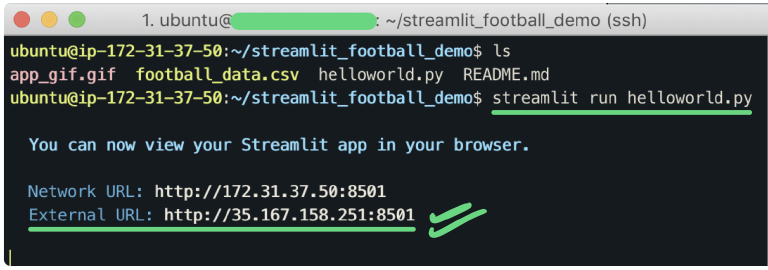 1. ubuntu@ : ~/streamlit_football_demo (ssh)
ubuntu@ip-172-31-37-50:~/streamlit_football_demo$ ls
app_gif.gif football_data.csv helloworld.py README.md
ubuntu@ip-172-31-37-50:~/streamlit_football_demo$ streamlit run helloworld.py
You can now view your Streamlit app in your browser.
Network URL: http://172.31.37.50:8501
External URL: http://35.167.158.251:8501